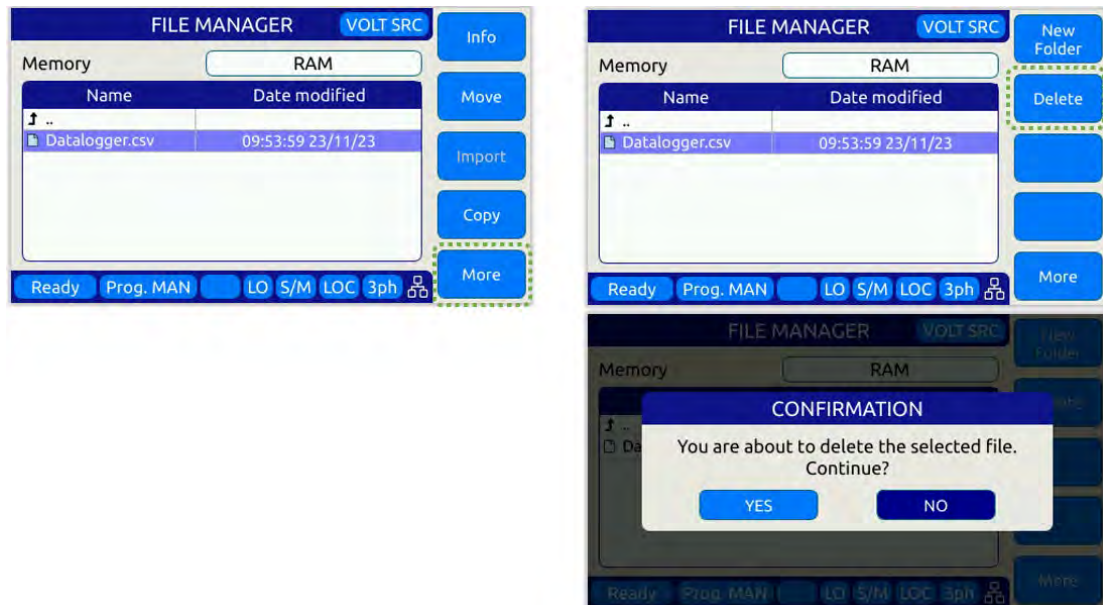 FILE MANAGER VOLT SRC
Info
Memory RAM
Name Date modified
Move
..
Datalogger.csv 09:53:59 23/11/23
Import
Copy
More
Ready Prog. MAN LO S/M LOC 3ph
FILE MANAGER VOLT SRC
New
Folder
Memory RAM
Name Date modified
Delete
..
Datalogger.csv 09:53:59 23/11/23
More
Ready Prog. MAN LO S/M LOC 3ph
FILE MANAGER VOLT SRC
New
Folder
Memory RAM
CONFIRMATION
..
Da
You are about to delete the selected file.
Continue?
YES NO
More
Ready Prog. MAN LO S/M LOC 3ph